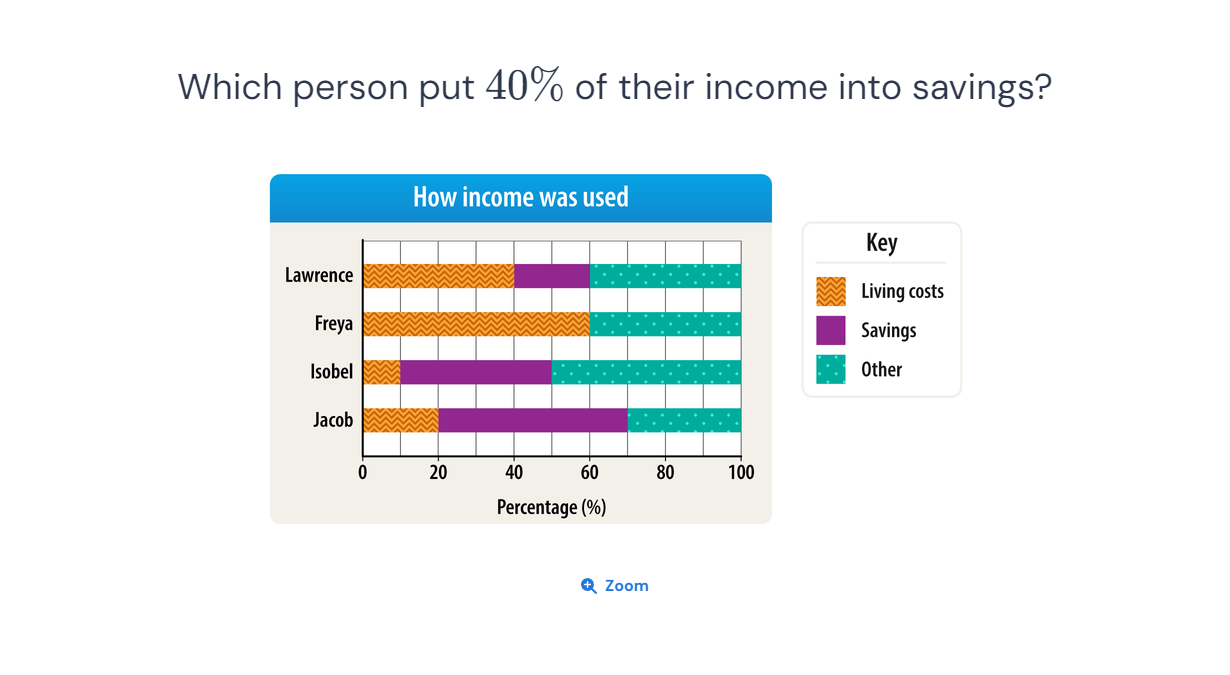 Which person put 40% of their income into savings?
How income was used
Lawrence
Freya
Isobel
Jacob
0 20 40 60 80 100
Percentage (%)
Key
Living costs
Savings
Other
Zoom